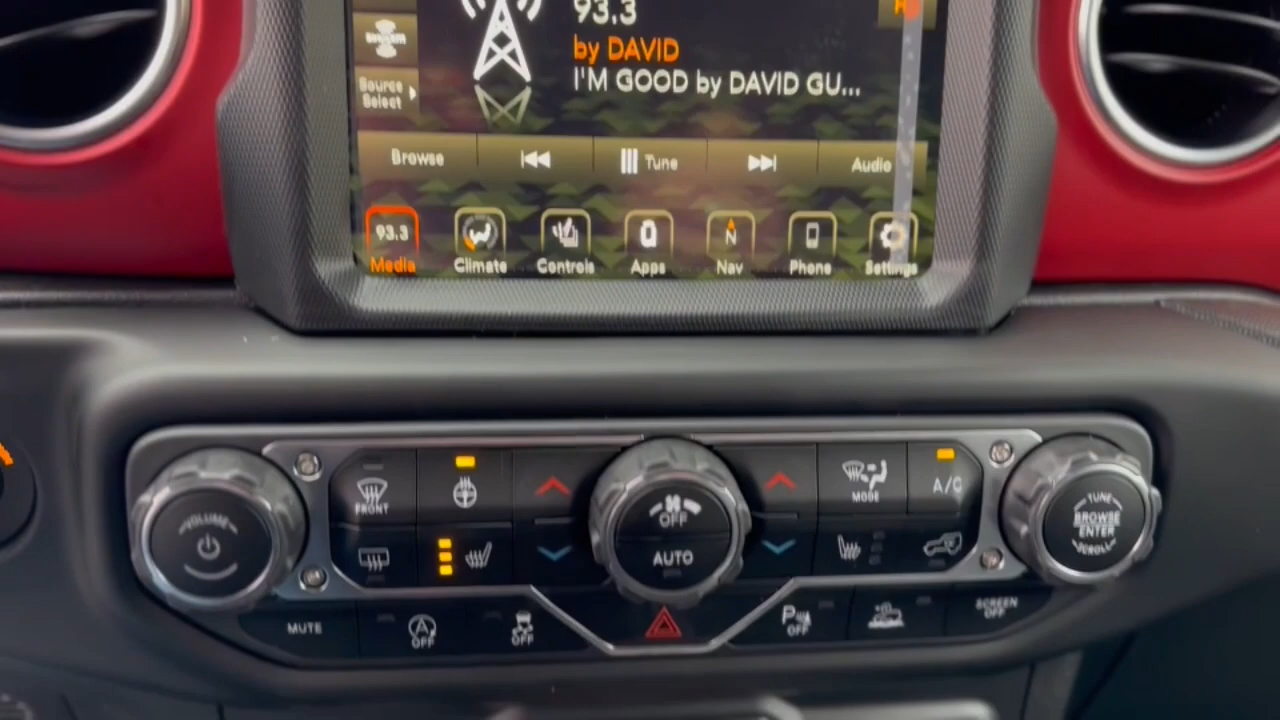 93.3
by DAVID
I'M GOOD by DAVID GU...
Source
Select
Browse
Tune
Audio
93.3
Media
Climate
Controls
Apps
N
Nav
Phone
Settings
VOLUME
FRONT
OFF
AUTO
MODE
A/C
TUNE
BROWSE
ENTER
SCROLL
MUTE
A
OFF
OFF
P
OFF
SCREEN
OFF